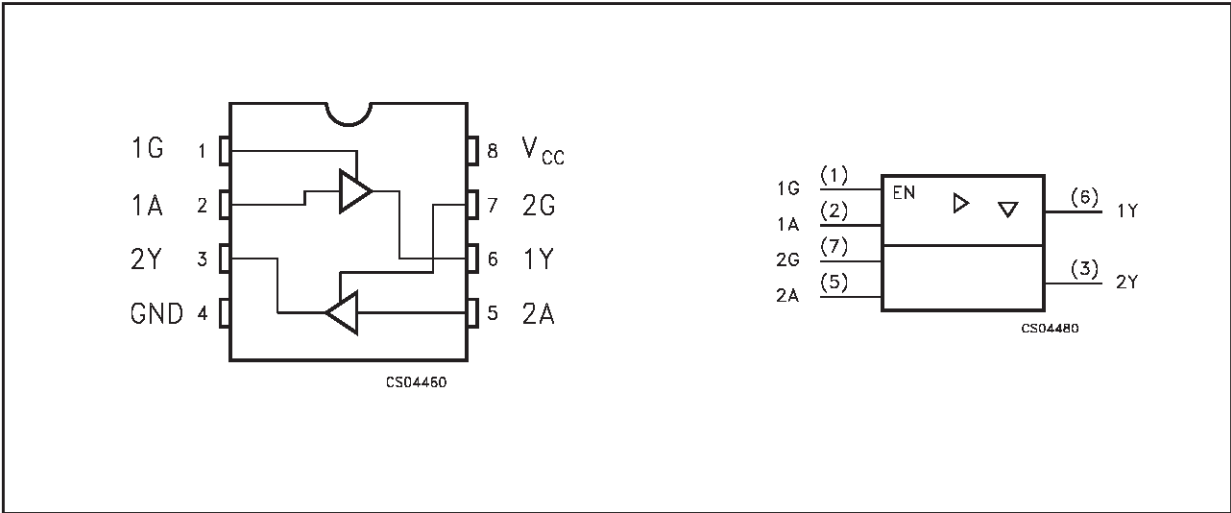 1G 1
1A 2
2Y 3
GND 4
8 VCC
7 2G
6 1Y
5 2A
CS04460
1G (1)
1A (2)
2G (7)
2A (5)
EN
(6) 1Y
(3) 2Y
CS04480